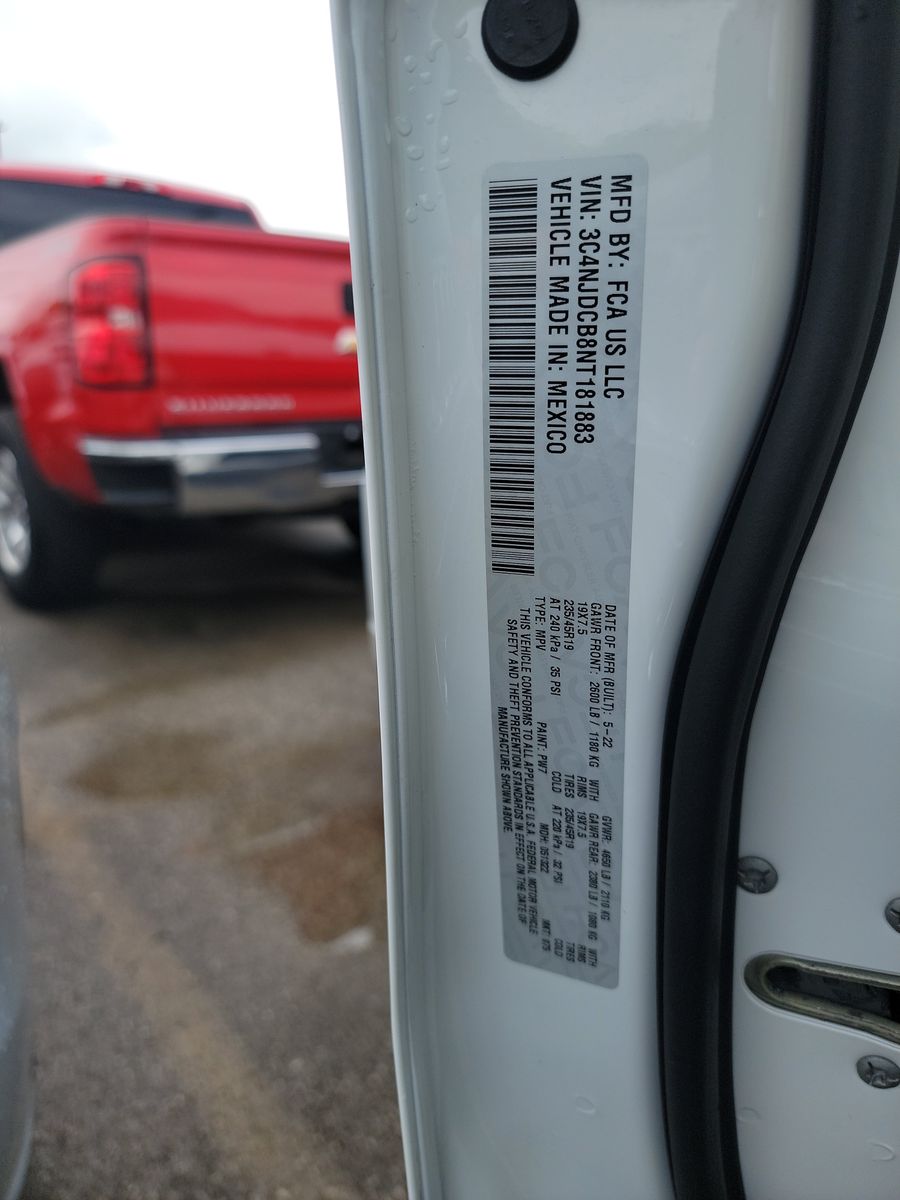 MFD BY: FCA US LLC
VIN: 3C4NJDCB8NT181883
VEHICLE MADE IN: MEXICO
DATE OF MFR (BUILT): 5-22 GVWR: 4650 LB / 2110 KG
GAWR FRONT: 2600 LB / 1180 KG WITH GAWR REAR: 2380 LB / 1080 KG WITH
19X7.5 RIMS 19X7.5 RIMS
235/45R19 TIRES 235/45R19 TIRES
AT 240 kPa / 35 PSI COLD AT 220 kPa / 32 PSI COLD
TYPE: MPV PAINT: PW7 MDH: 051322
THIS VEHICLE CONFORMS TO ALL APPLICABLE U.S.A. FEDERAL MOTOR VEHICLE
SAFETY AND THEFT PREVENTION STANDARDS IN EFFECT ON THE DATE OF
MANUFACTURE SHOWN ABOVE.